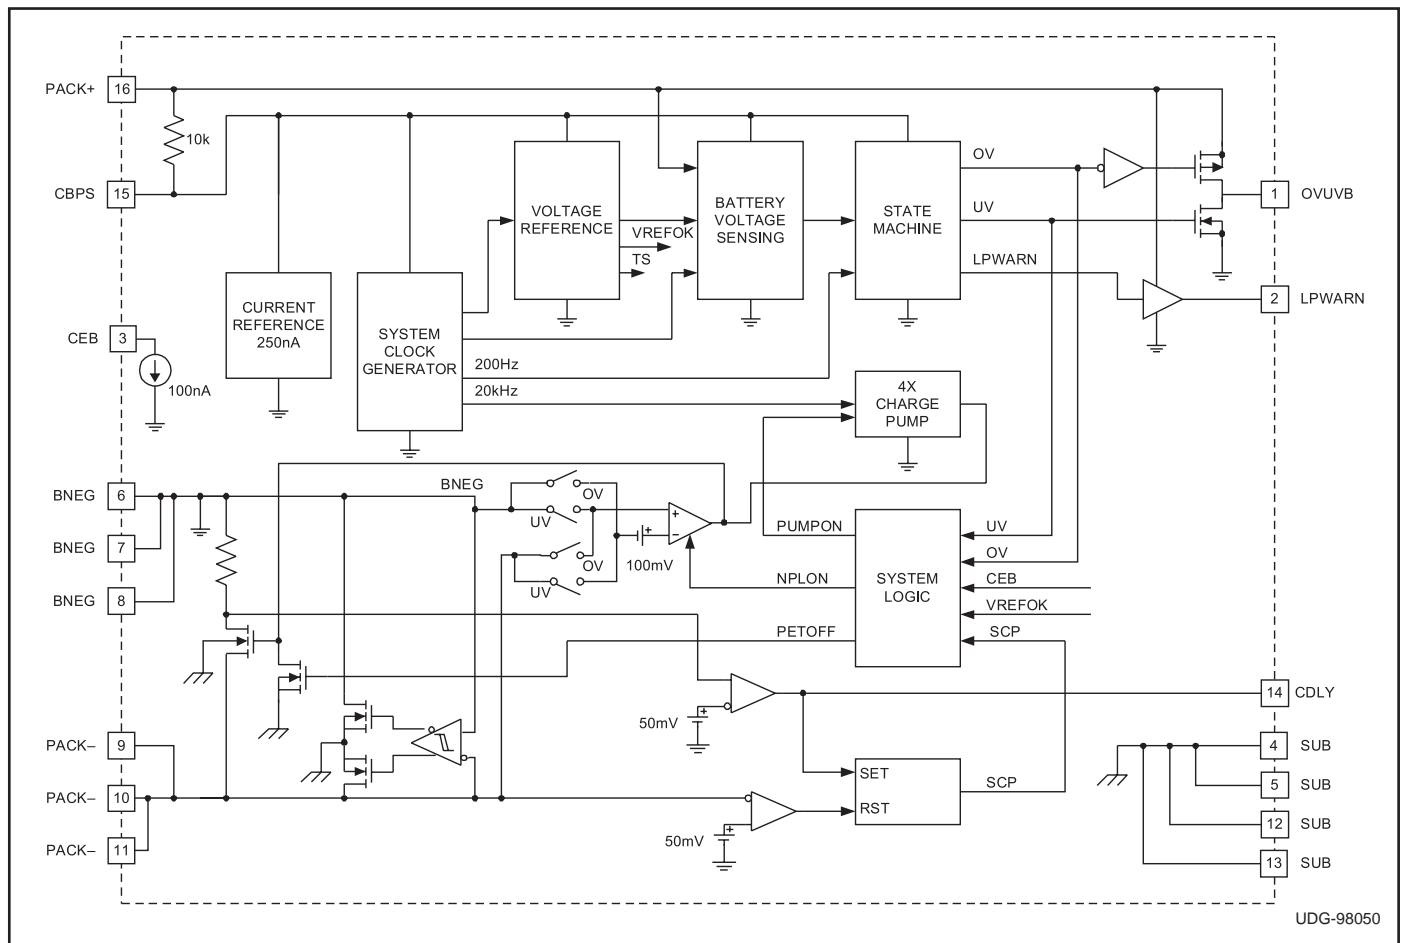 PACK+ 16
10k
CBPS 15
CEB 3
100nA
CURRENT
REFERENCE
250nA
SYSTEM
CLOCK
GENERATOR
VOLTAGE
REFERENCE
VREFOK
TS
BATTERY
VOLTAGE
SENSING
STATE
MACHINE
OV
UV
LPWARN
1 OVUVB
2 LPWARN
200Hz
20kHz
4X
CHARGE
PUMP
BNEG 6
BNEG 7
BNEG 8
BNEG
OV
UV
OV
UV
+
100mV
+
–
PUMPON
NPLON
PETOFF
SYSTEM
LOGIC
UV
OV
CEB
VREFOK
SCP
50mV
+
14 CDLY
PACK– 9
PACK– 10
PACK– 11
50mV
+
SET
RST
SCP
4 SUB
5 SUB
12 SUB
13 SUB
UDG-98050